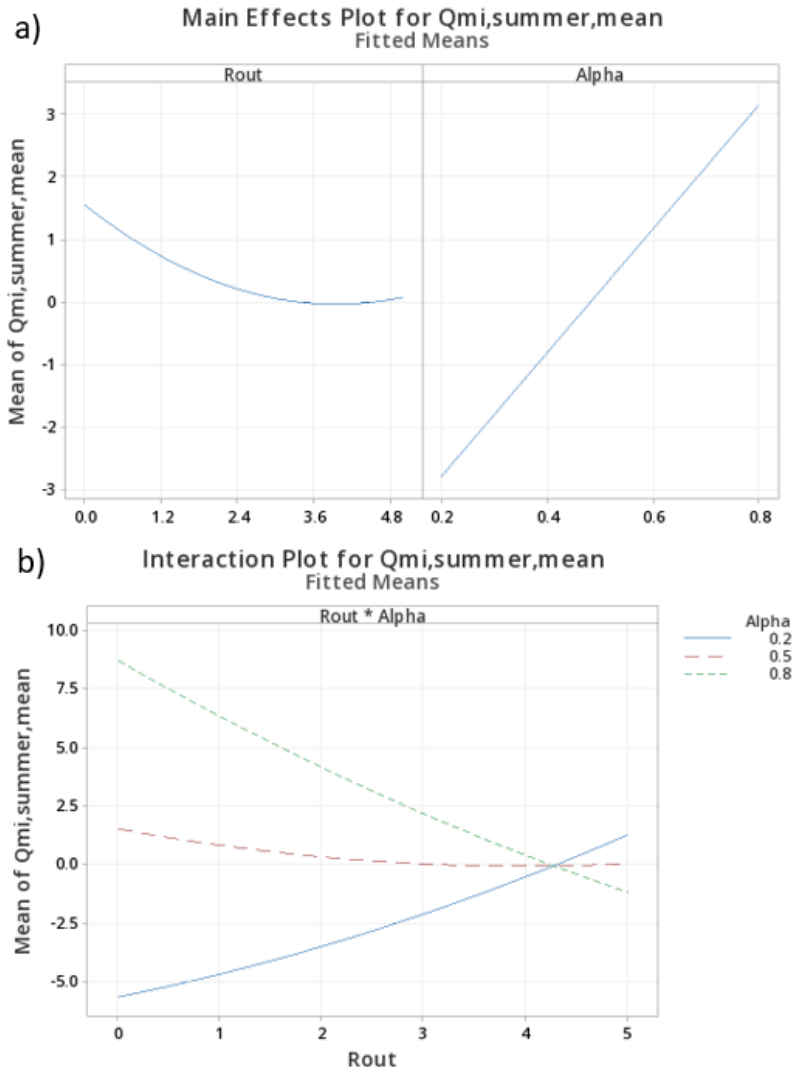 a)
Main Effects Plot for Qmi,summer,mean
Fitted Means
Rout Alpha
Mean of Qmi,summer,mean
3
2
1
0
-1
-2
-3
0.0 1.2 2.4 3.6 4.8 0.2 0.4 0.6 0.8
b)
Interaction Plot for Qmi,summer,mean
Fitted Means
Rout * Alpha
Mean of Qmi,summer,mean
10.0
7.5
5.0
2.5
0.0
-2.5
-5.0
0 1 2 3 4 5
Rout
Alpha
0.2
0.5
0.8